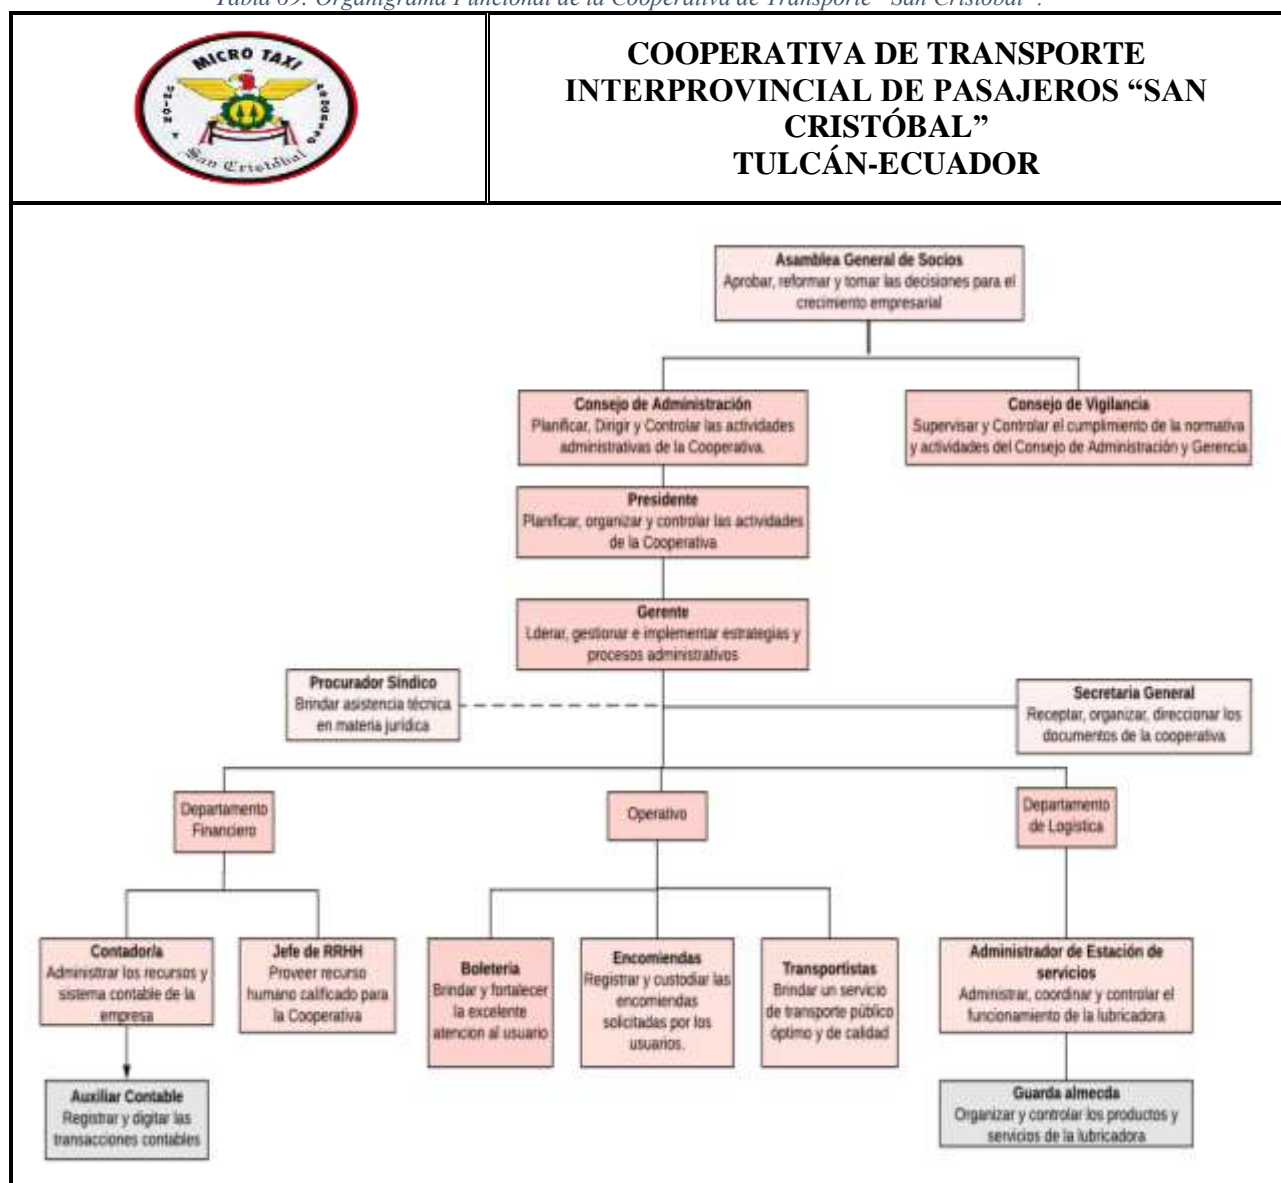 Tabla 69. Organigrama Funcional de la Cooperativa de Transporte "San Cristóbal".
MICRO TAXI
UNION Y
San Cristóbal
COOPERATIVA DE TRANSPORTE
INTERPROVINCIAL DE PASAJEROS “SAN
CRISTÓBAL”
TULCÁN-ECUADOR
Asamblea General de Socios
Aprobar, reformar y tomar las decisiones para el
crecimiento empresarial
Consejo de Administración
Planificar, Dirigir y Controlar las actividades
administrativas de la Cooperativa.
Consejo de Vigilancia
Supervisar y Controlar el cumplimiento de la normativa
y actividades del Consejo de Administración y Gerencia
Presidente
Planificar, organizar y controlar las actividades
de la Cooperativa
Gerente
Lderar, gestionar e implementar estrategias y
procesos administrativos
Procurador Síndico
Brindar asistencia técnica
en materia jurídica
Secretaria General
Receptar, organizar, direccionar los
documentos de la cooperativa
Departamento
Financiero
Operativo
Departamento
de Logística
Contador/a
Administrar los recursos y
sistema contable de la
empresa
Jefe de RRHH
Proveer recurso
humano calificado para
la Cooperativa
Boletería
Brindar y fortalecer
la excelente
atencion al usuario
Encomiendas
Registrar y custodiar las
encomiendas
solicitadas por los
usuarios.
Transportistas
Brindar un servicio
de transporte público
óptimo y de calidad
Administrador de Estación de
servicios
Administrar, coordinar y controlar el
funcionamiento de la lubricadora
Auxiliar Contable
Registrar y digitar las
transacciones contables
Guarda almecda
Organizar y controlar los productos y
servicios de la lubricadora